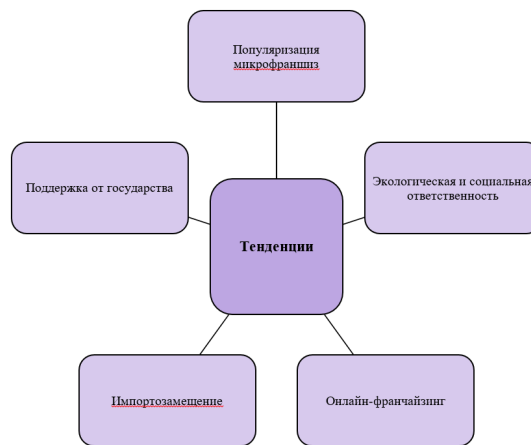 Популяризация
микрофраншиз
Поддержка от государства
Экологическая и социальная
ответственность
Тенденции
Импортозамещение
Онлайн-франчайзинг